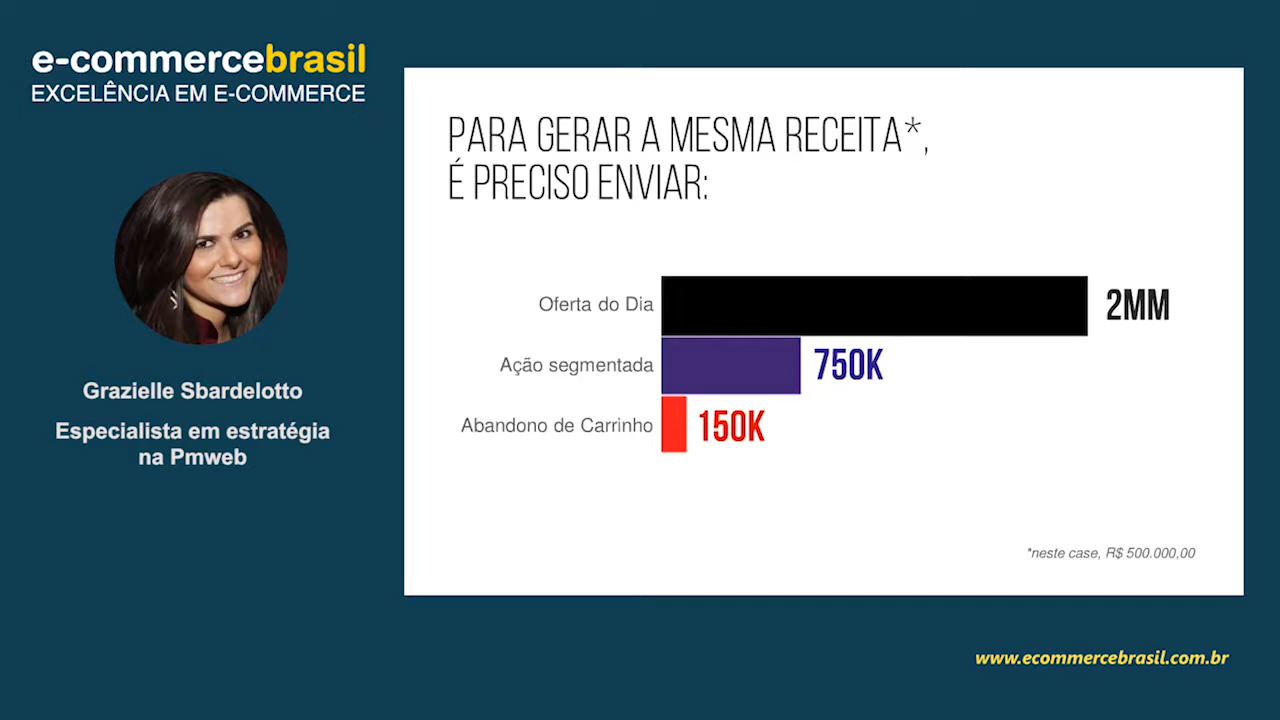 e-commercebrasil
EXCELÊNCIA EM E-COMMERCE
Grazielle Sbardelotto
Especialista em estratégia
na Pmweb
PARA GERAR A MESMA RECEITA*,
É PRECISO ENVIAR:
Oferta do Dia 2MM
Ação segmentada 750K
Abandono de Carrinho 150K
*neste case, R$ 500.000,00
www.ecommercebrasil.com.br